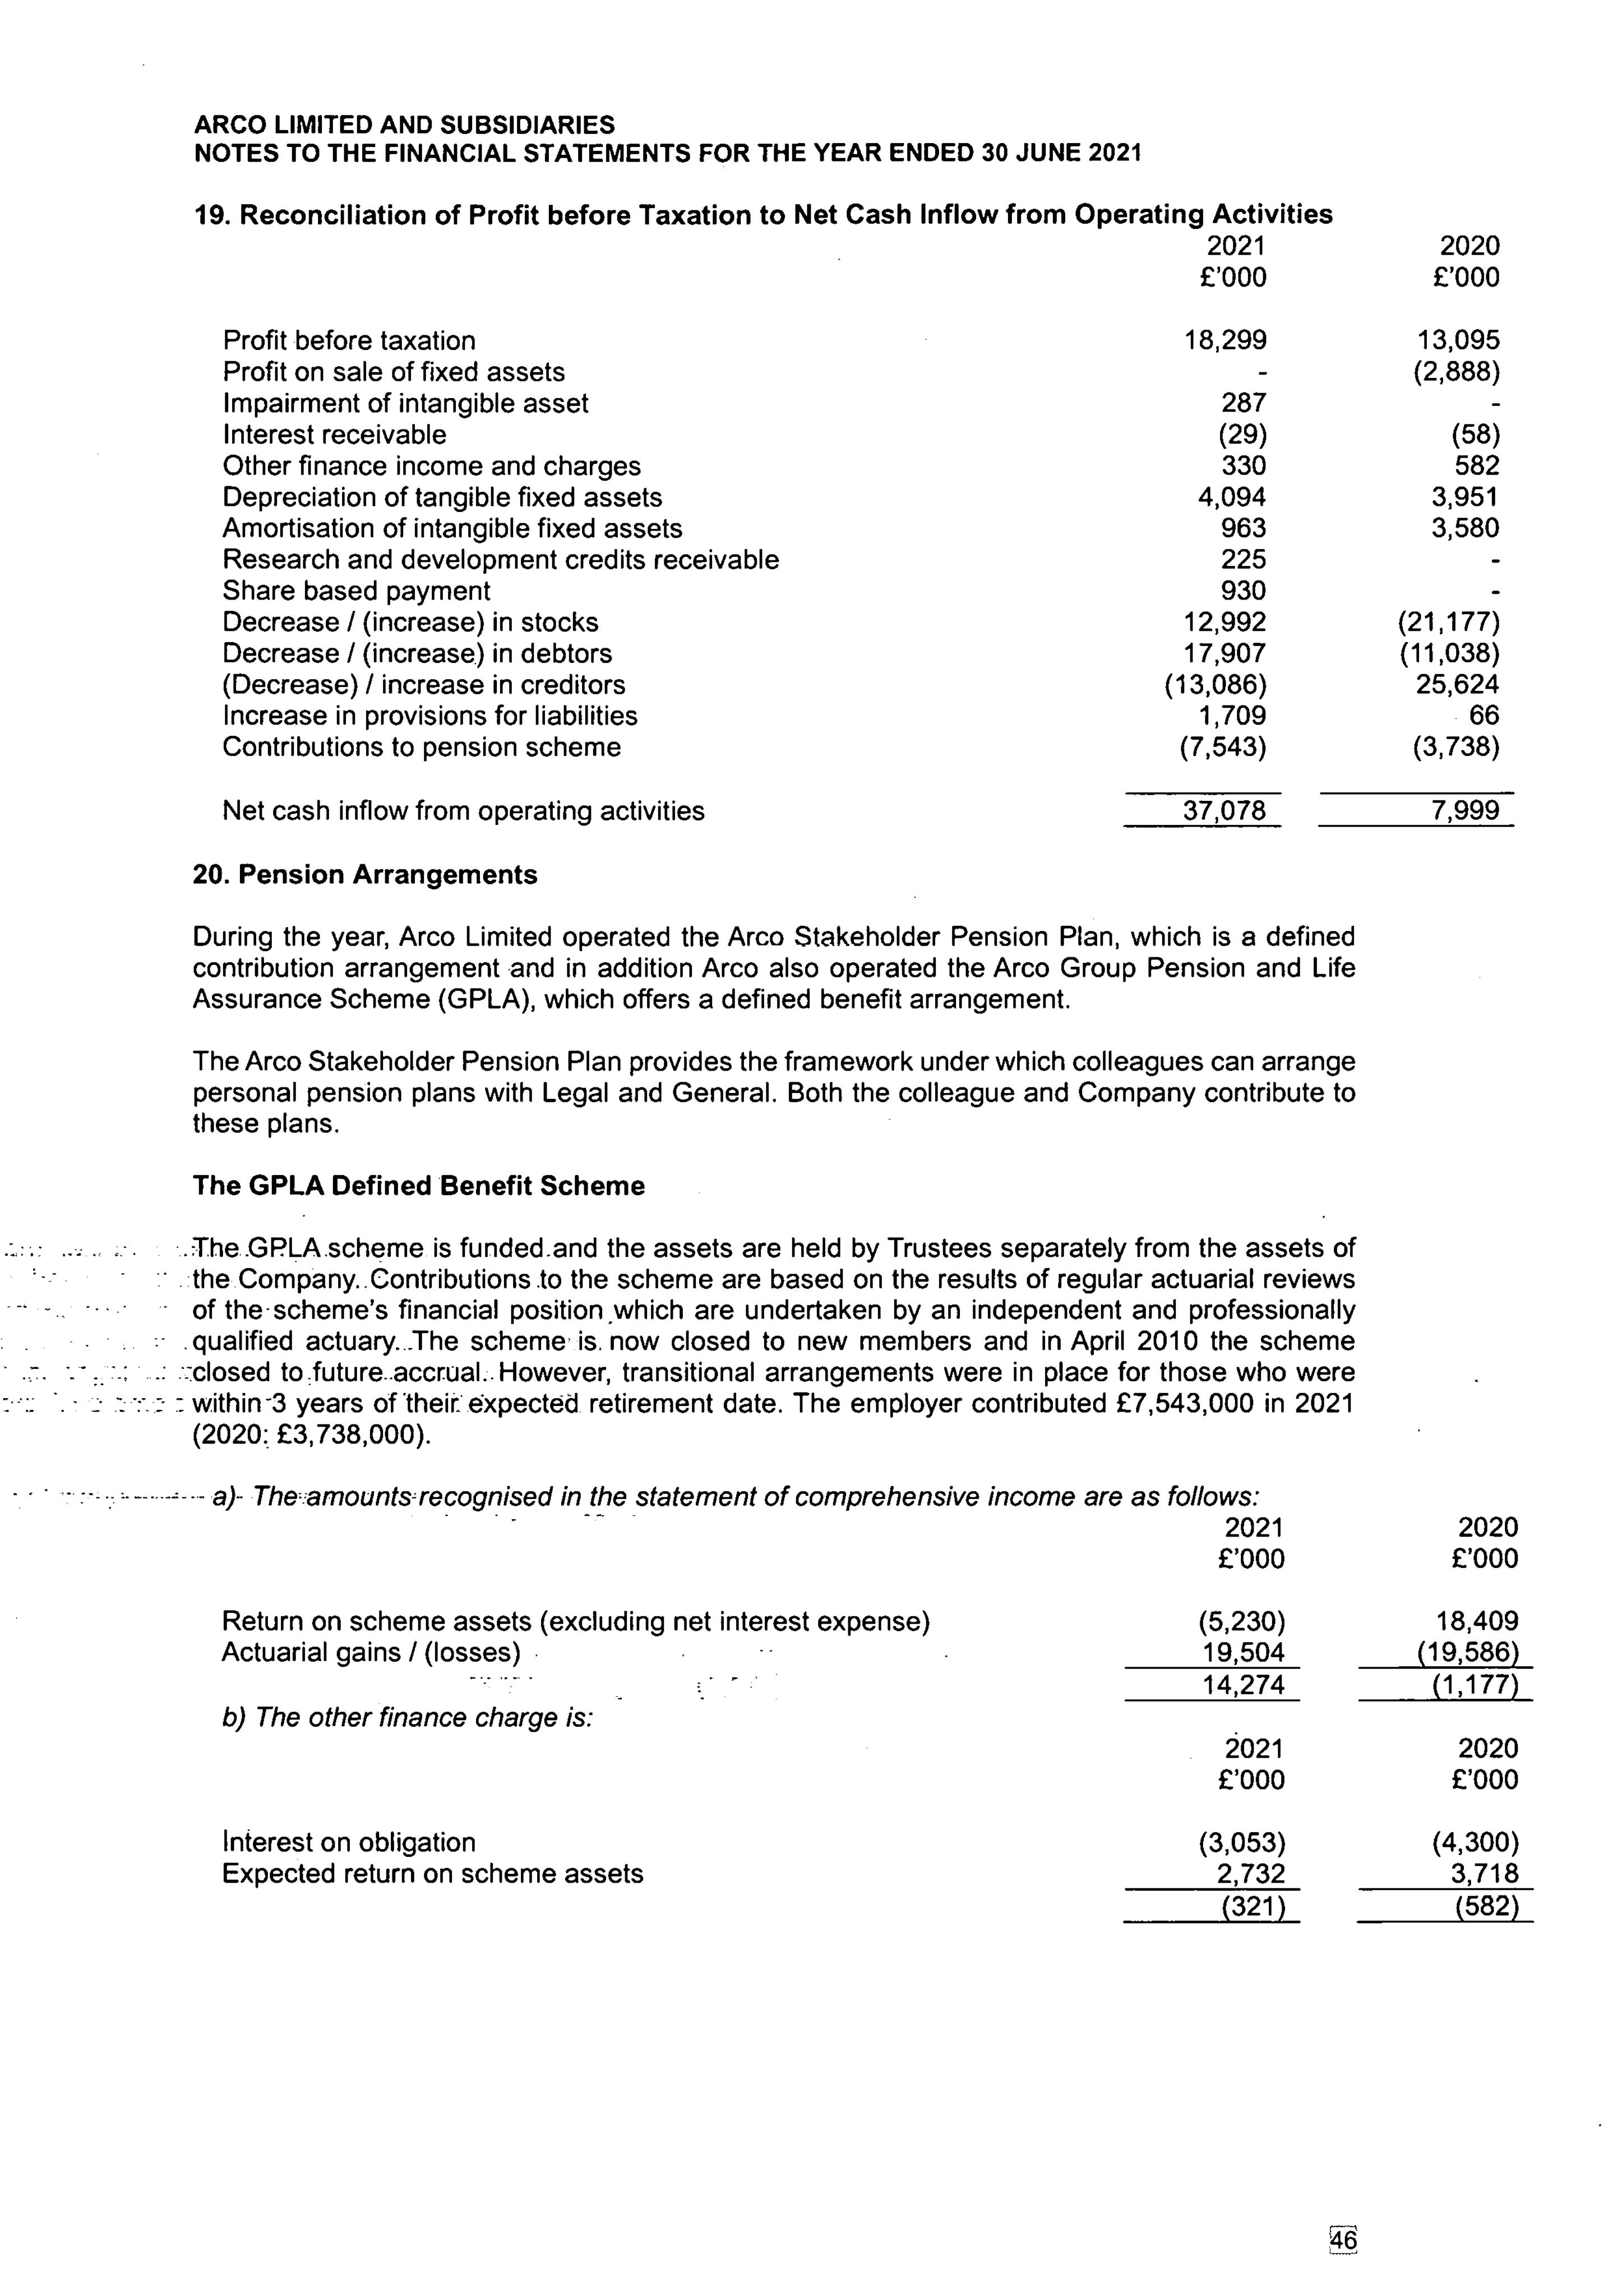 ARCO LIMITED AND SUBSIDIARIES
NOTES TO THE FINANCIAL STATEMENTS FOR THE YEAR ENDED 30 JUNE 2021
19. Reconciliation of Profit before Taxation to Net Cash Inflow from Operating Activities
2021 2020
£'000 £'000
Profit before taxation 18,299 13,095
Profit on sale of fixed assets - (2,888)
Impairment of intangible asset 287 -
Interest receivable (29) (58)
Other finance income and charges 330 582
Depreciation of tangible fixed assets 4,094 3,951
Amortisation of intangible fixed assets 963 3,580
Research and development credits receivable 225 -
Share based payment 930 -
Decrease / (increase) in stocks 12,992 (21,177)
Decrease / (increase) in debtors 17,907 (11,038)
(Decrease) / increase in creditors (13,086) 25,624
Increase in provisions for liabilities 1,709 66
Contributions to pension scheme (7,543) (3,738)
Net cash inflow from operating activities 37,078 7,999
20. Pension Arrangements
During the year, Arco Limited operated the Arco Stakeholder Pension Plan, which is a defined
contribution arrangement and in addition Arco also operated the Arco Group Pension and Life
Assurance Scheme (GPLA), which offers a defined benefit arrangement.
The Arco Stakeholder Pension Plan provides the framework under which colleagues can arrange
personal pension plans with Legal and General. Both the colleague and Company contribute to
these plans.
The GPLA Defined Benefit Scheme
The GPLA scheme is funded and the assets are held by Trustees separately from the assets of
the Company. Contributions to the scheme are based on the results of regular actuarial reviews
of the scheme's financial position which are undertaken by an independent and professionally
qualified actuary. The scheme is now closed to new members and in April 2010 the scheme
closed to future accrual. However, transitional arrangements were in place for those who were
within 3 years of their expected retirement date. The employer contributed £7,543,000 in 2021
(2020: £3,738,000).
a) The amounts recognised in the statement of comprehensive income are as follows:
2021 2020
£'000 £'000
Return on scheme assets (excluding net interest expense) (5,230) 18,409
Actuarial gains / (losses) 19,504 (19,586)
14,274 (1,177)
b) The other finance charge is:
2021 2020
£'000 £'000
Interest on obligation (3,053) (4,300)
Expected return on scheme assets 2,732 3,718
(321) (582)
46